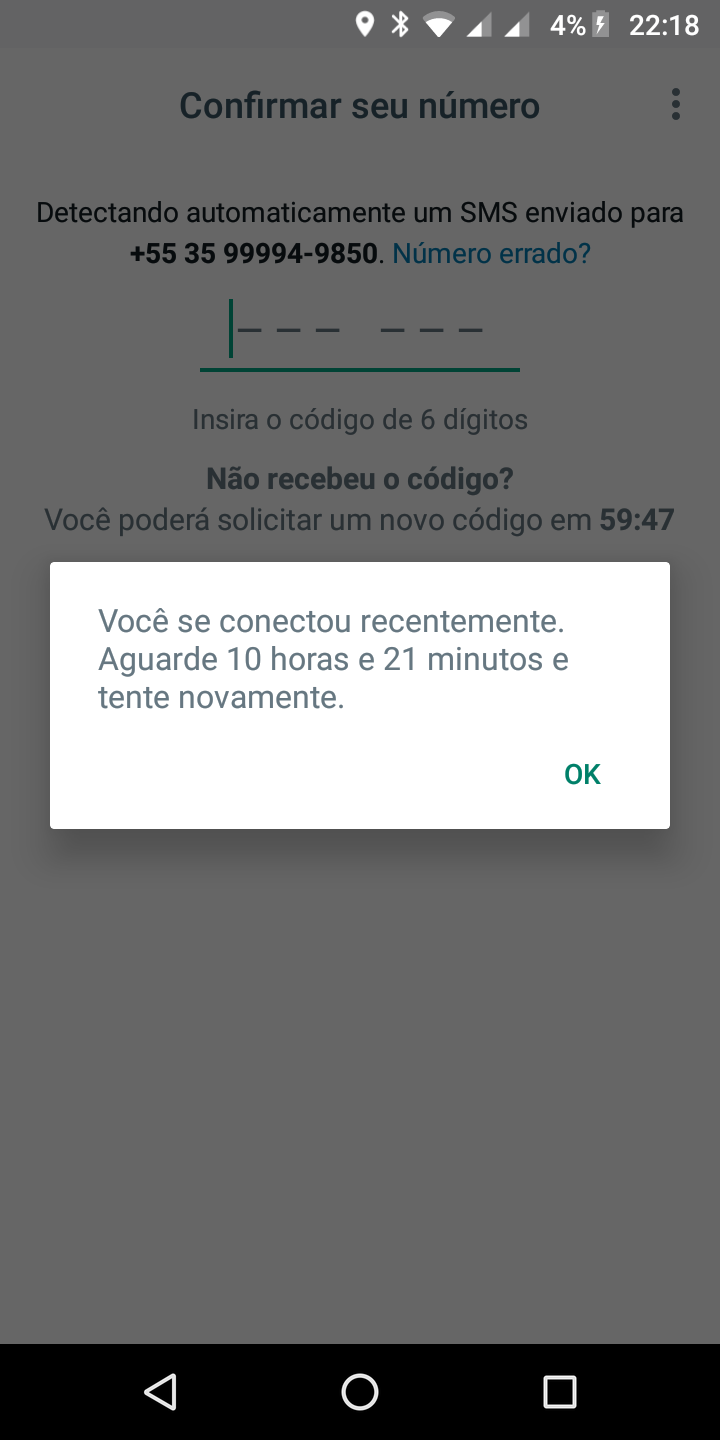 4% 22:18
Confirmar seu número
Detectando automaticamente um SMS enviado para
+55 35 99994-9850. Número errado?
Insira o código de 6 dígitos
Não recebeu o código?
Você poderá solicitar um novo código em 59:47
Você se conectou recentemente.
Aguarde 10 horas e 21 minutos e
tente novamente.
OK